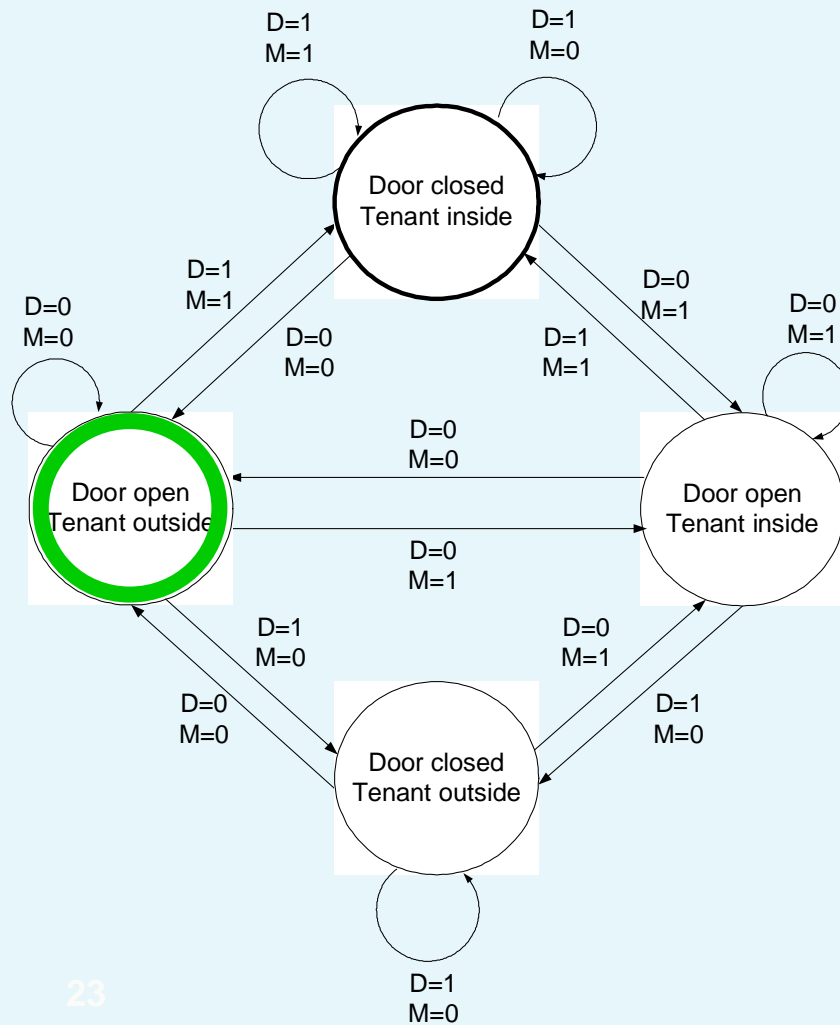 D=1
M=1
D=1
M=0
Door closed
Tenant inside
D=1
M=1
D=0
M=0
D=0
M=1
D=1
M=1
D=0
M=0
D=0
M=1
D=0
M=0
Door open
Tenant outside
Door open
Tenant inside
D=0
M=1
D=1
M=0
D=0
M=1
D=0
M=0
D=1
M=0
Door closed
Tenant outside
D=1
M=0
23